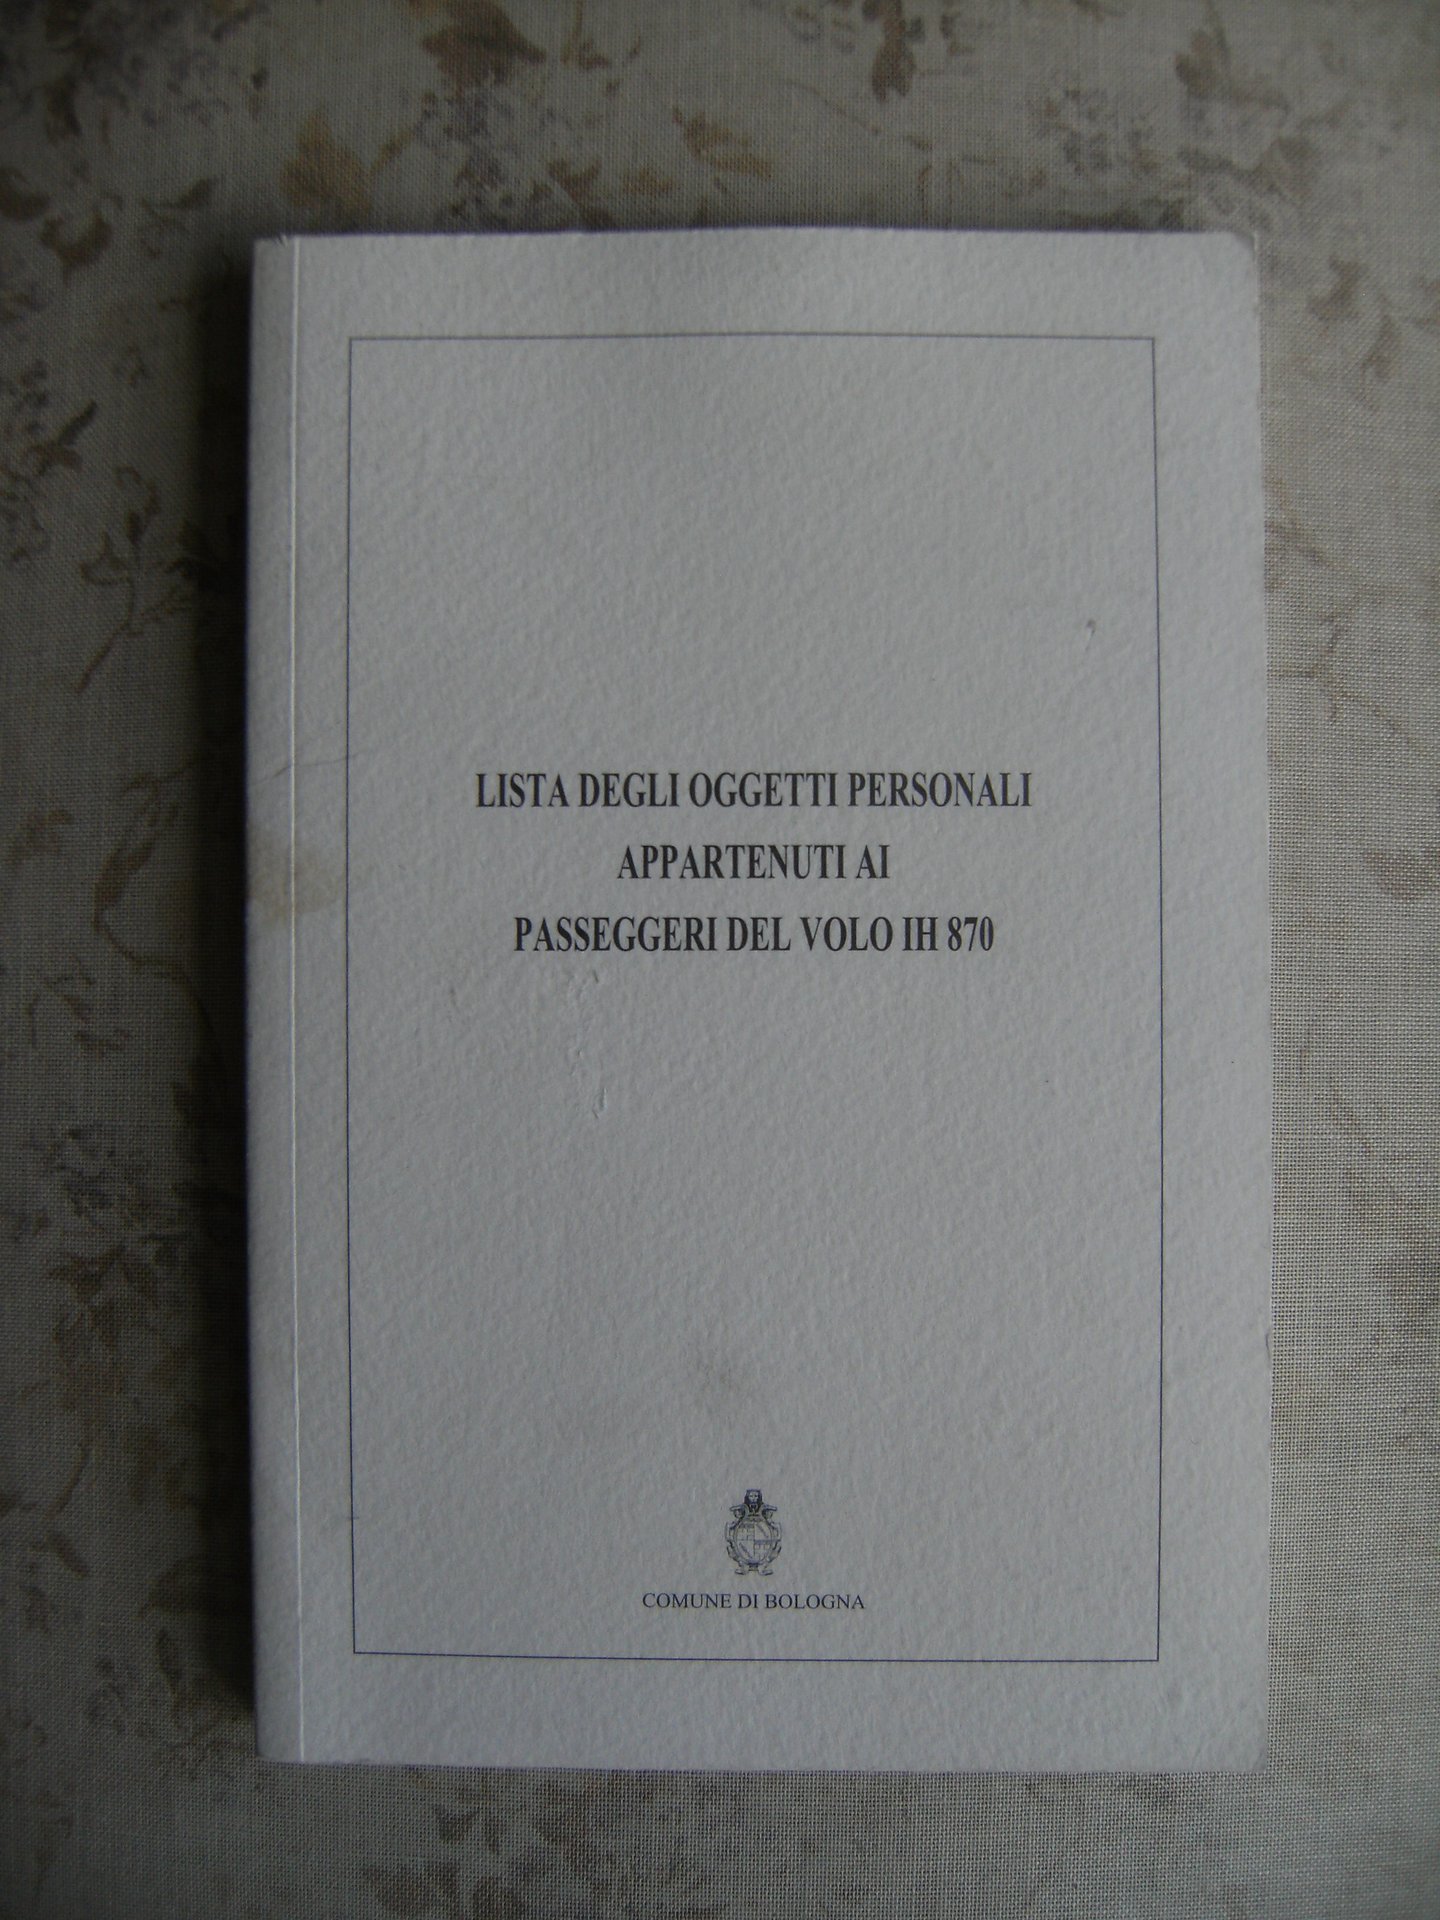 LISTA DEGLI OGGETTI PERSONALI
APPARTENUTI AI
PASSEGGERI DEL VOLO IH 870
COMUNE DI BOLOGNA